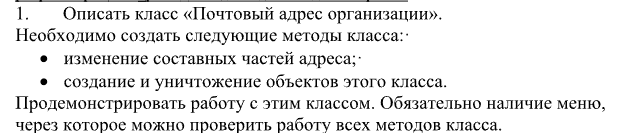 1. Описать класс «Почтовый адрес организации».
Необходимо создать следующие методы класса:
• изменение составных частей адреса;
• создание и уничтожение объектов этого класса.
Продемонстрировать работу с этим классом. Обязательно наличие меню,
через которое можно проверить работу всех методов класса.